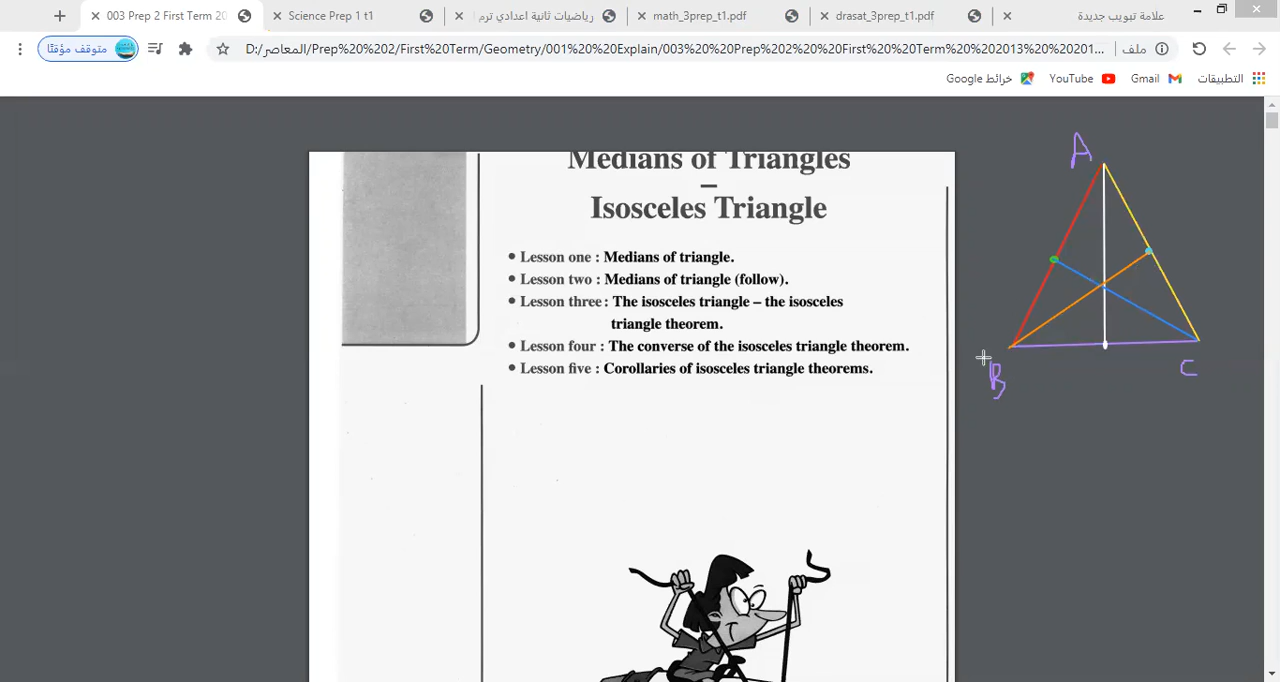 003 Prep 2 First Term 20
Science Prep 1 t1
رياضيات ثانية اعدادي ترم
math_3prep_t1.pdf
drasat_3prep_t1.pdf
علامة تبويب جديدة
متوقف مؤقتًا
D:/المعاصر/Prep%20%202/First%20Term/Geometry/001%20%20Explain/003%20%20Prep%20%202%20%20First%20%20Term%20%202013%20%201...
ملف
خرائط Google
YouTube
Gmail
التطبيقات
Medians of Triangles
–
Isosceles Triangle
• Lesson one : Medians of triangle.
• Lesson two : Medians of triangle (follow).
• Lesson three : The isosceles triangle – the isosceles
triangle theorem.
• Lesson four : The converse of the isosceles triangle theorem.
• Lesson five : Corollaries of isosceles triangle theorems.
A
B
C